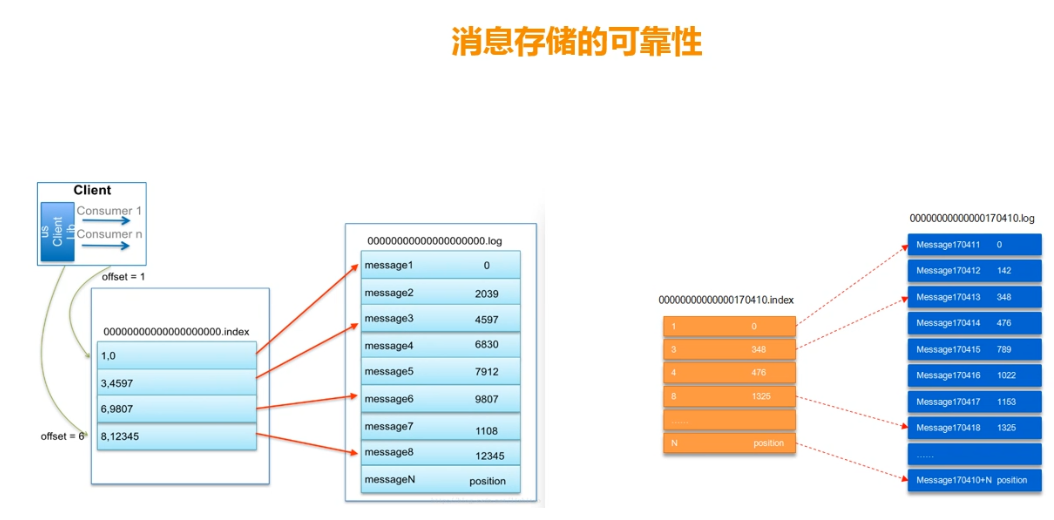 消息存储的可靠性
Client
us Client Lib
Consumer 1
Consumer n
offset = 1
offset = 6
00000000000000000000.index
1,0
3,4597
6,9807
8,12345
00000000000000000000.log
message1 0
message2 2039
message3 4597
message4 6830
message5 7912
message6 9807
message7 1108
message8 12345
messageN position
00000000000000170410.index
1 0
3 348
4 476
8 1325
......
N position
00000000000000170410.log
Message170411 0
Message170412 142
Message170413 348
Message170414 476
Message170415 789
Message170416 1022
Message170417 1153
Message170418 1325
......
Message170410+N position